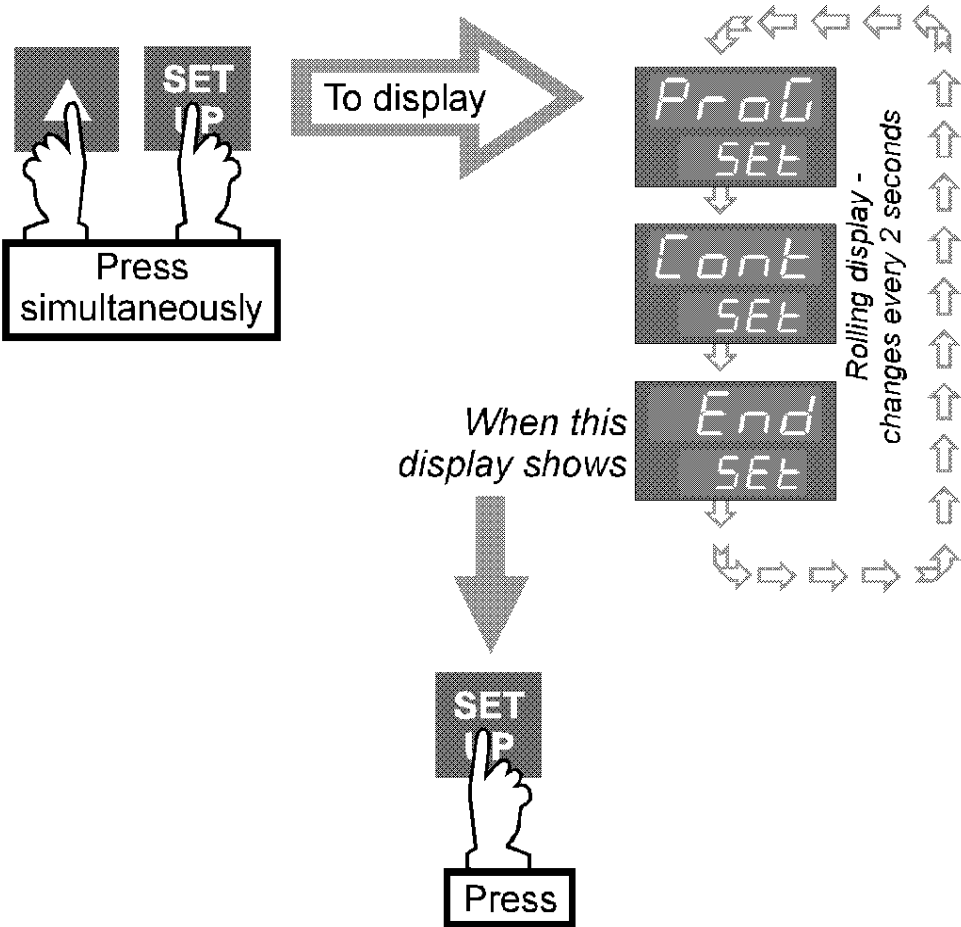 SET
UP
To display
Press
simultaneously
ProG
SEt
Cont
SEt
End
SEt
Rolling display -
changes every 2 seconds
When this
display shows
SET
UP
Press